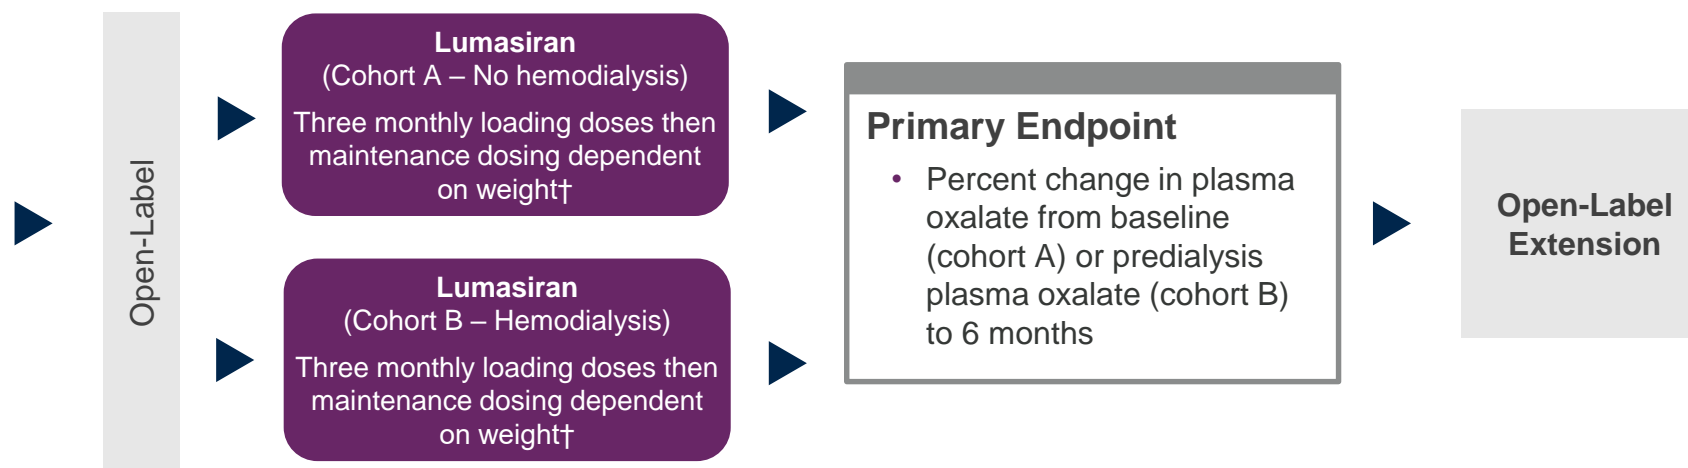 Open-Label
Lumasiran
(Cohort A – No hemodialysis)
Three monthly loading doses then
maintenance dosing dependent
on weight†
Lumasiran
(Cohort B – Hemodialysis)
Three monthly loading doses then
maintenance dosing dependent
on weight†
Primary Endpoint
• Percent change in plasma
oxalate from baseline
(cohort A) or predialysis
plasma oxalate (cohort B)
to 6 months
Open-Label
Extension